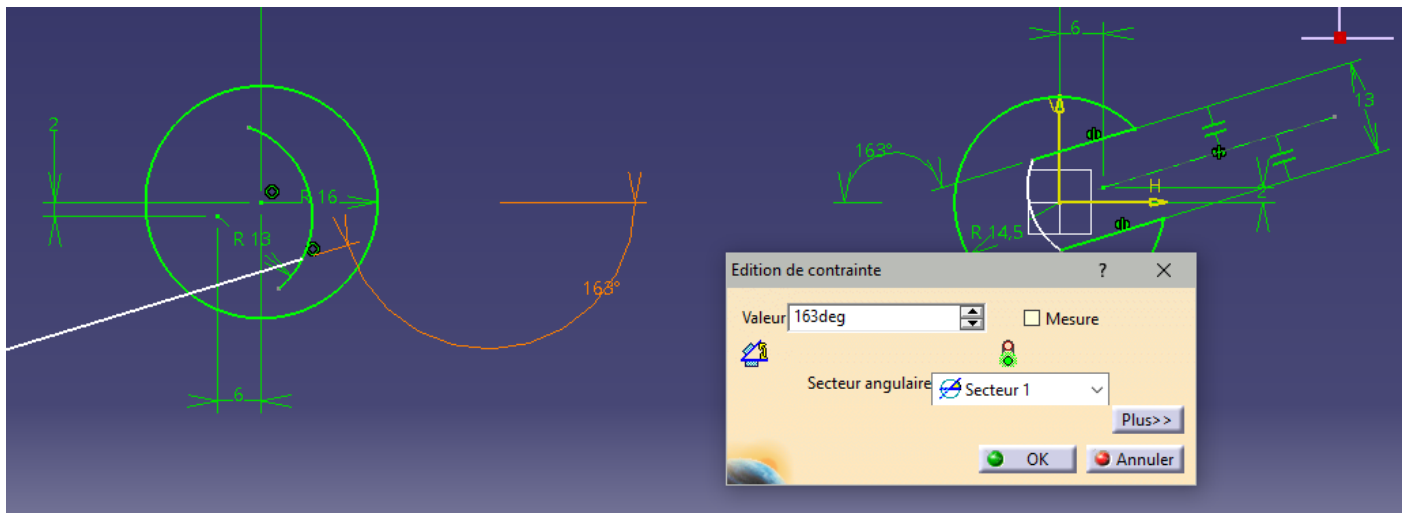 2
R 16
R 13
6
163°
6
13
163°
V
H
2
R 14,5
Edition de contrainte ? ×
Valeur 163deg Mesure
Secteur angulaire Secteur 1
Plus>>
OK Annuler